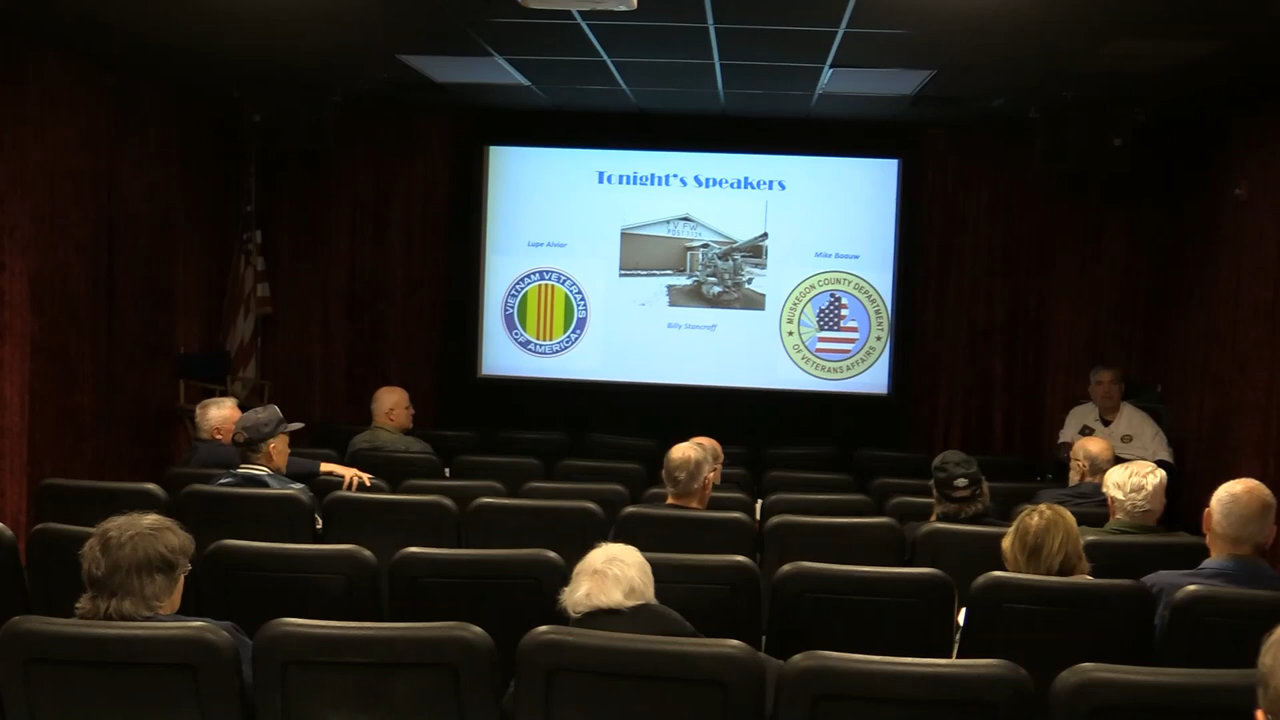 Tonight's Speakers
VFW
POST 3328
Lupe Alviar
Mike Baauw
VIETNAM VETERANS
OF AMERICA
MUSKEGON COUNTY DEPARTMENT
OF VETERANS AFFAIRS
Billy Stancroff